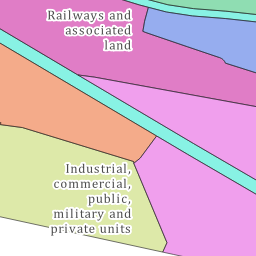 Railways and
associated
land
Industrial,
commercial,
public,
military and
private units